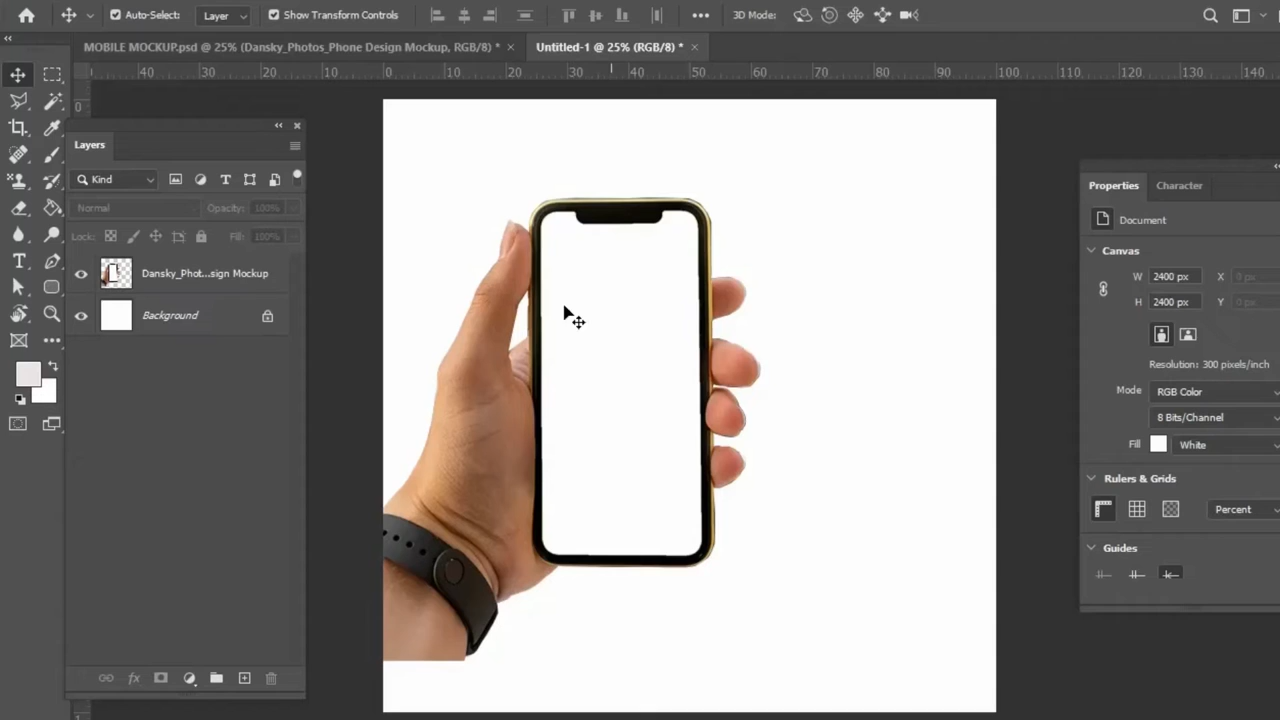 Auto-Select: Layer Show Transform Controls 3D Mode:
MOBILE MOCKUP.psd @ 25% (Dansky_Photos_Phone Design Mockup, RGB/8) * Untitled-1 @ 25% (RGB/8) *
40 30 20 10 0 10 20 30 40 50 60 70 80 90 100 110 120 130 140
0
Layers
Kind
Normal Opacity: 100%
Lock: Fill: 100%
Dansky_Phot...sign Mockup
Background
fx
Properties Character
Document
Canvas
W 2400 px X 0 px
H 2400 px Y 0 px
Resolution: 300 pixels/inch
Mode RGB Color
8 Bits/Channel
Fill White
Rulers & Grids
Percent
Guides